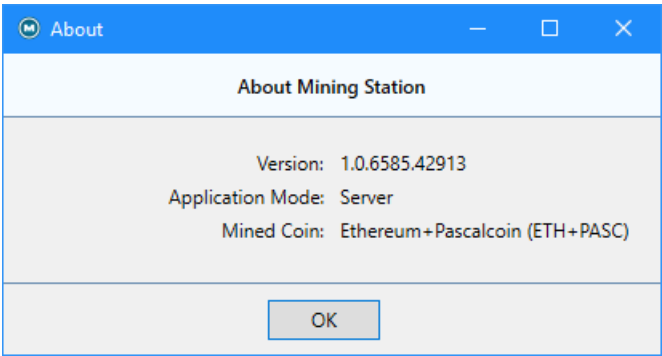 About
About Mining Station
Version: 1.0.6585.42913
Application Mode: Server
Mined Coin: Ethereum+Pascalcoin (ETH+PASC)
OK